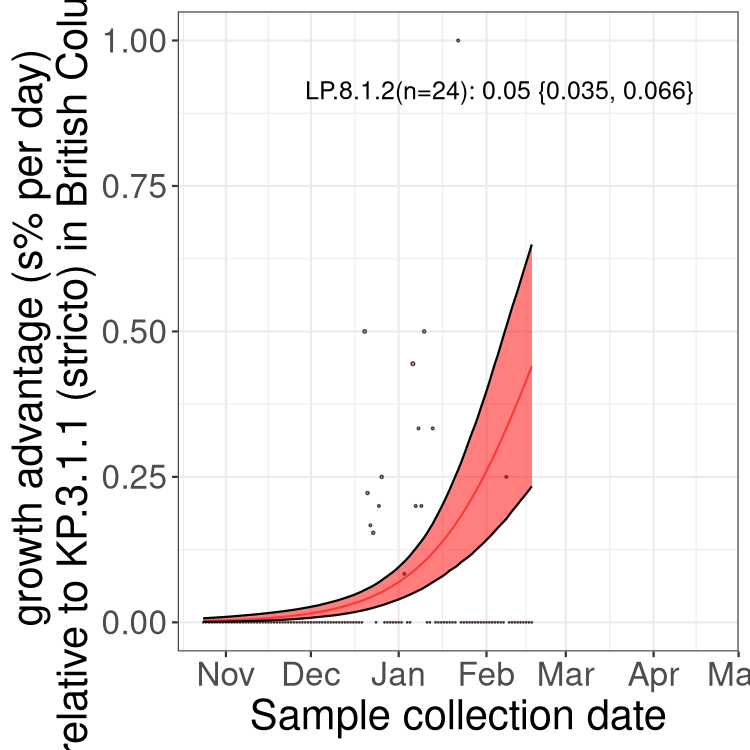 growth advantage (s% per day)
relative to KP.3.1.1 (stricto) in British Colu
1.00
0.75
0.50
0.25
0.00
LP.8.1.2(n=24): 0.05 {0.035, 0.066}
Nov Dec Jan Feb Mar Apr Ma
Sample collection date